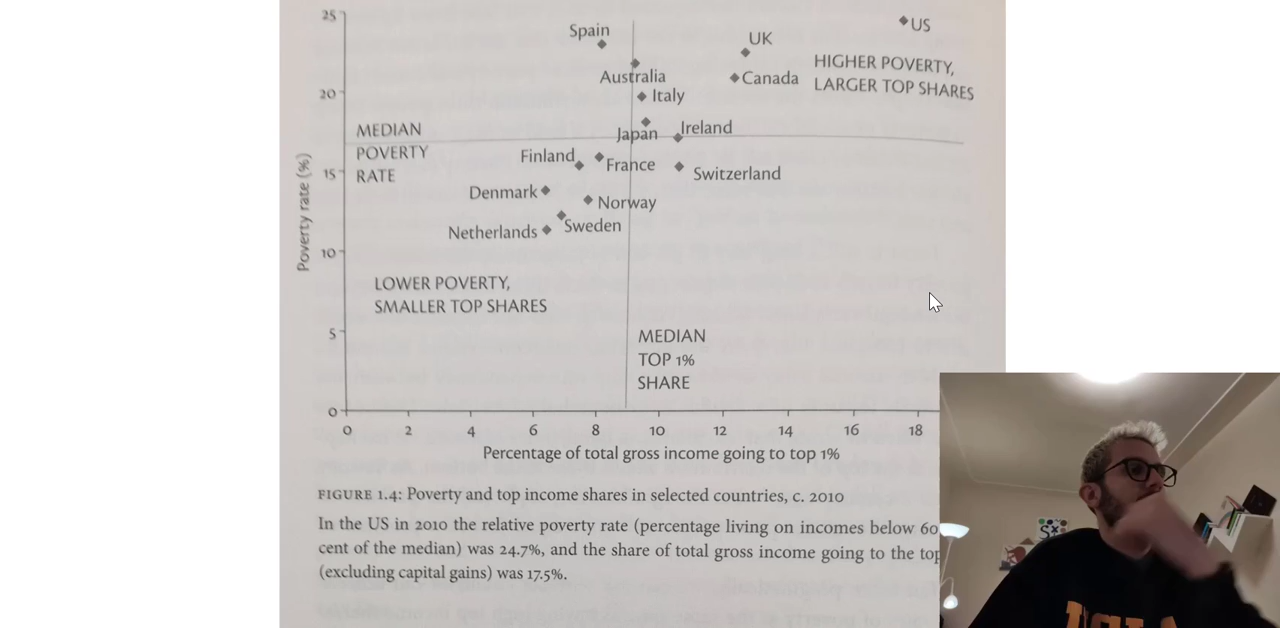 25
Spain
US
UK
HIGHER POVERTY,
Australia
Canada
LARGER TOP SHARES
20
Italy
MEDIAN
Japan
Ireland
POVERTY
Finland
France
15
RATE
Switzerland
Poverty rate (%)
Denmark
Norway
Netherlands
Sweden
10
LOWER POVERTY,
SMALLER TOP SHARES
5
MEDIAN
TOP 1%
SHARE
0
0 2 4 6 8 10 12 14 16 18
Percentage of total gross income going to top 1%
FIGURE 1.4: Poverty and top income shares in selected countries, c. 2010
In the US in 2010 the relative poverty rate (percentage living on incomes below 60
cent of the median) was 24.7%, and the share of total gross income going to the top
(excluding capital gains) was 17.5%.